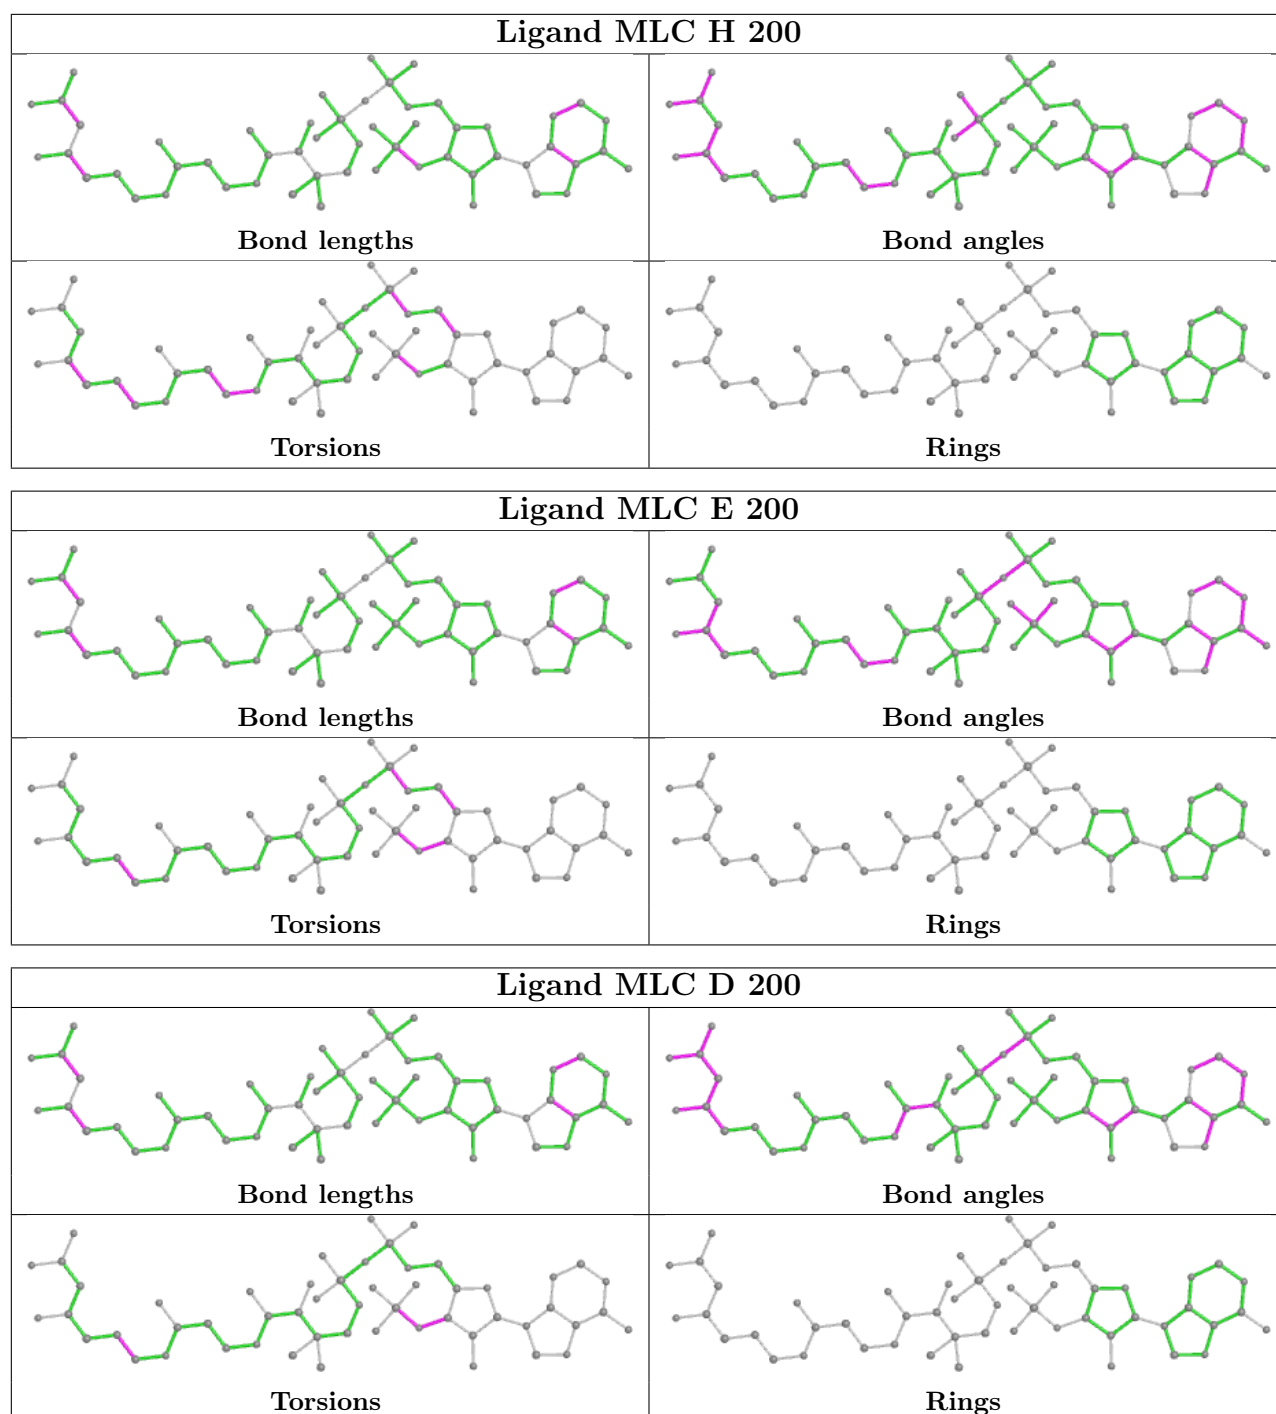 Ligand MLC H 200
Bond lengths
Bond angles
Torsions
Rings
Ligand MLC E 200
Bond lengths
Bond angles
Torsions
Rings
Ligand MLC D 200
Bond lengths
Bond angles
Torsions
Rings